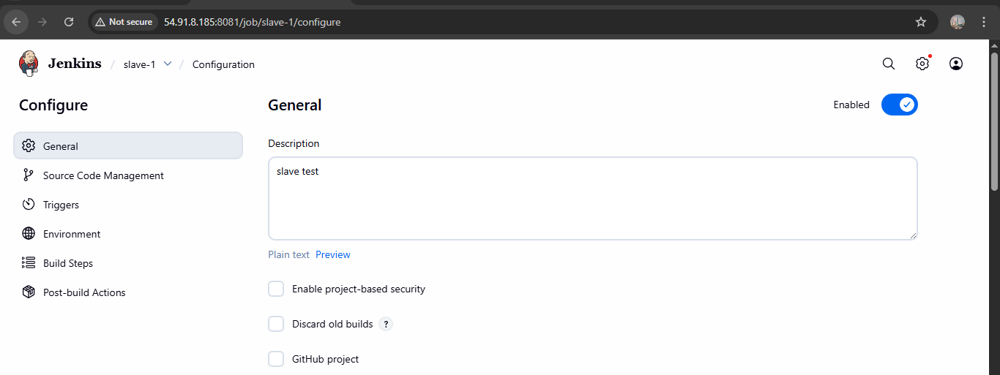 Not secure 54.91.8.185:8081/job/slave-1/configure
Jenkins / slave-1 / Configuration
Configure
General
Source Code Management
Triggers
Environment
Build Steps
Post-build Actions
General
Enabled
Description
slave test
Plain text Preview
Enable project-based security
Discard old builds ?
GitHub project